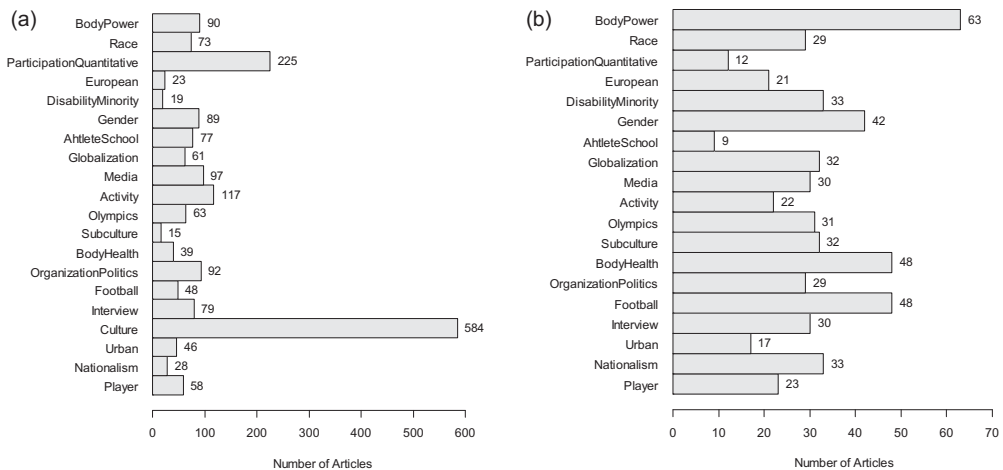 (a)
BodyPower 90
Race 73
ParticipationQuantitative 225
European 23
DisabilityMinority 19
Gender 89
AhtleteSchool 77
Globalization 61
Media 97
Activity 117
Olympics 63
Subculture 15
BodyHealth 39
OrganizationPolitics 92
Football 48
Interview 79
Culture 584
Urban 46
Nationalism 28
Player 58
0 100 200 300 400 500 600
Number of Articles
(b)
BodyPower 63
Race 29
ParticipationQuantitative 12
European 21
DisabilityMinority 33
Gender 42
AhtleteSchool 9
Globalization 32
Media 30
Activity 22
Olympics 31
Subculture 32
BodyHealth 48
OrganizationPolitics 29
Football 48
Interview 30
Urban 17
Nationalism 33
Player 23
0 10 20 30 40 50 60 70
Number of Articles